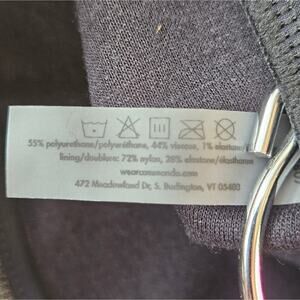 55% polyurethane/polyuréthane, 44% viscose, 1% elastane/
lining/doublure: 72% nylon, 28% elastane/élasthanne
wearcommando.com
472 Meadowland Dr, S. Burlington, VT 05403